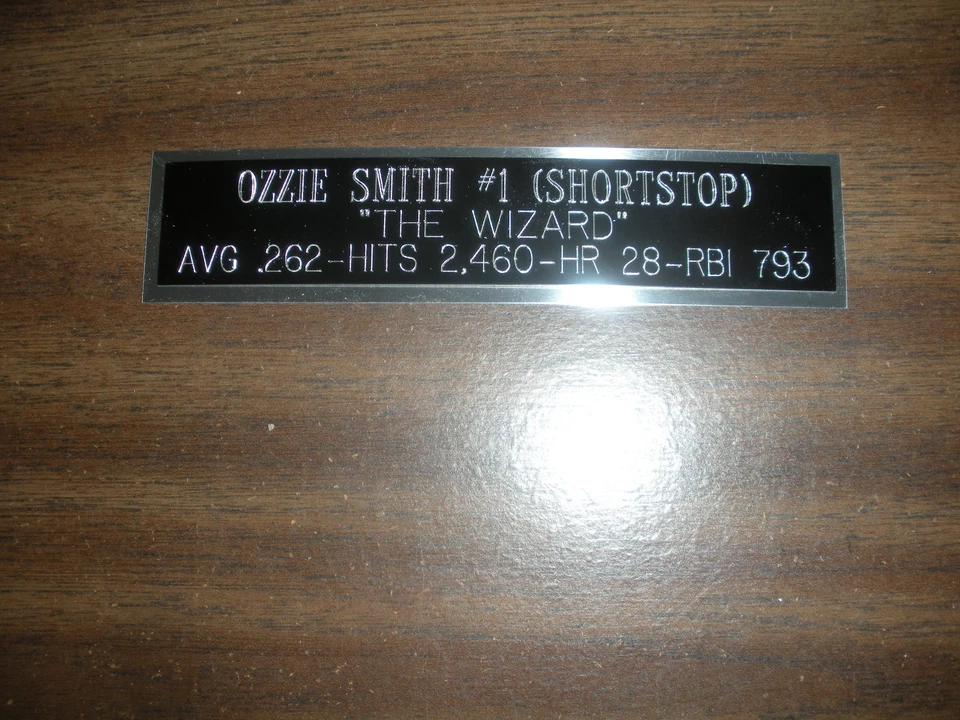 OZZIE SMITH #1 (SHORTSTOP)
"THE WIZARD"
AVG .262-HITS 2,460-HR 28-RBI 793